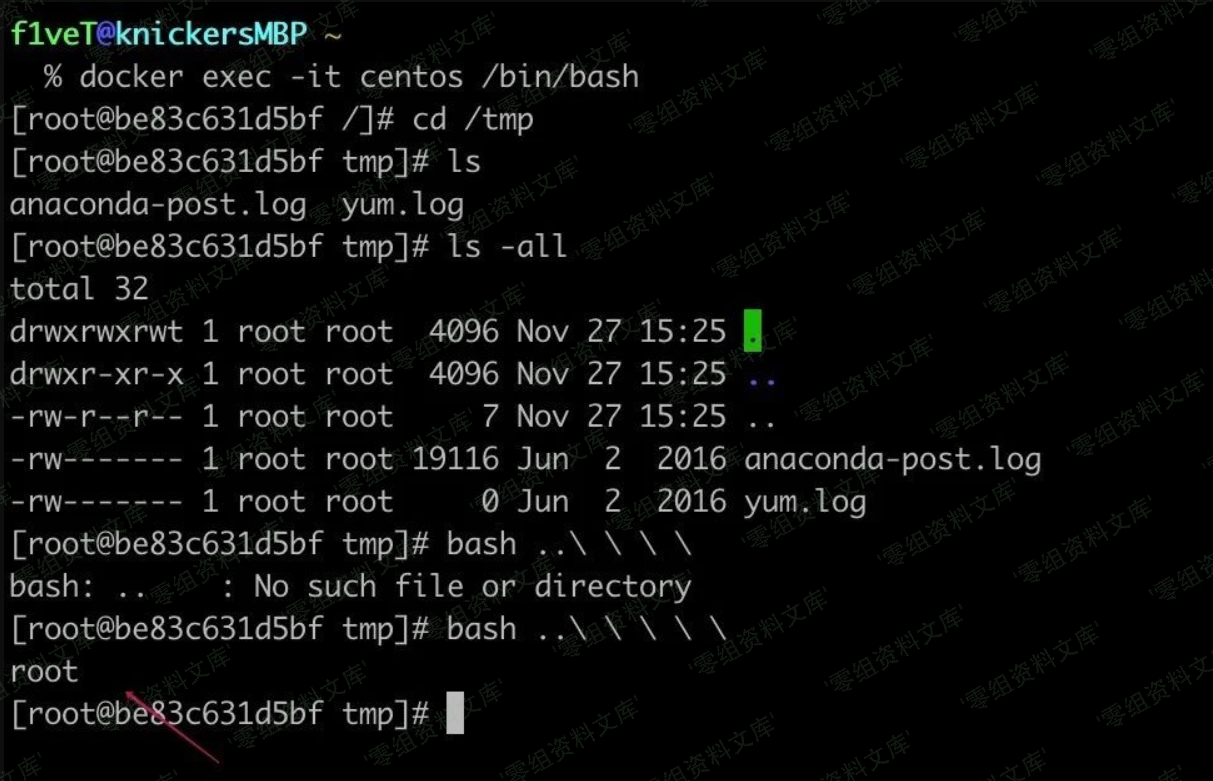 f1veT@knickersMBP ~
% docker exec -it centos /bin/bash
[root@be83c631d5bf /]# cd /tmp
[root@be83c631d5bf tmp]# ls
anaconda-post.log  yum.log
[root@be83c631d5bf tmp]# ls -all
total 32
drwxrwxrwt 1 root root  4096 Nov 27 15:25 .
drwxr-xr-x 1 root root  4096 Nov 27 15:25 ..
-rw-r--r-- 1 root root     7 Nov 27 15:25 ..
-rw------- 1 root root 19116 Jun  2  2016 anaconda-post.log
-rw------- 1 root root     0 Jun  2  2016 yum.log
[root@be83c631d5bf tmp]# bash ..\ \ \ \
bash: ..    : No such file or directory
[root@be83c631d5bf tmp]# bash ..\ \ \ \ \
root
[root@be83c631d5bf tmp]#
'零组资料文库'